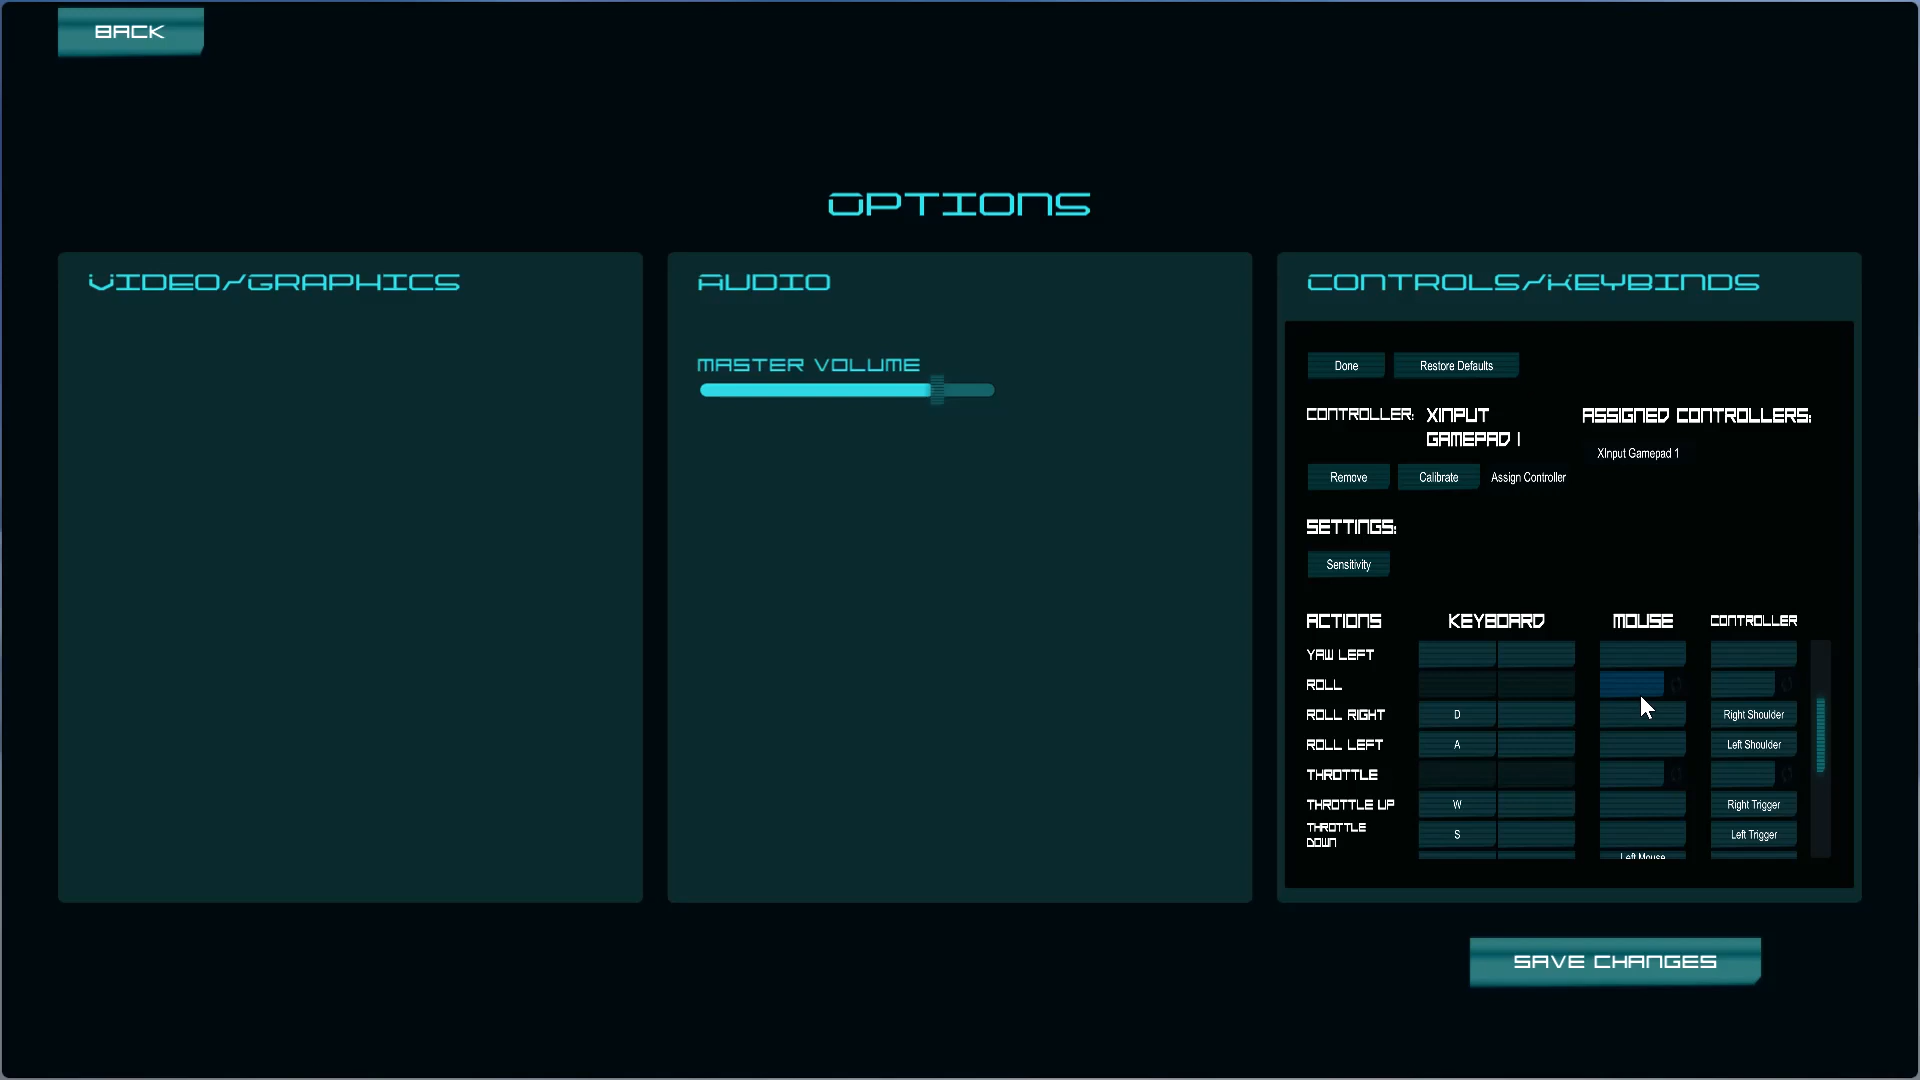 BACK
OPTIONS
VIDEO/GRAPHICS
AUDIO
MASTER VOLUME
CONTROLS/KEYBINDS
Done
Restore Defaults
CONTROLLER:
XINPUT
GAMEPAD 1
ASSIGNED CONTROLLERS:
XInput Gamepad 1
Remove
Calibrate
Assign Controller
SETTINGS:
Sensitivity
ACTIONS KEYBOARD MOUSE CONTROLLER
YAW LEFT
ROLL
ROLL RIGHT D Right Shoulder
ROLL LEFT A Left Shoulder
THROTTLE
THROTTLE UP W Right Trigger
THROTTLE
DOWN S Left Trigger
Left Mouse
SAVE CHANGES